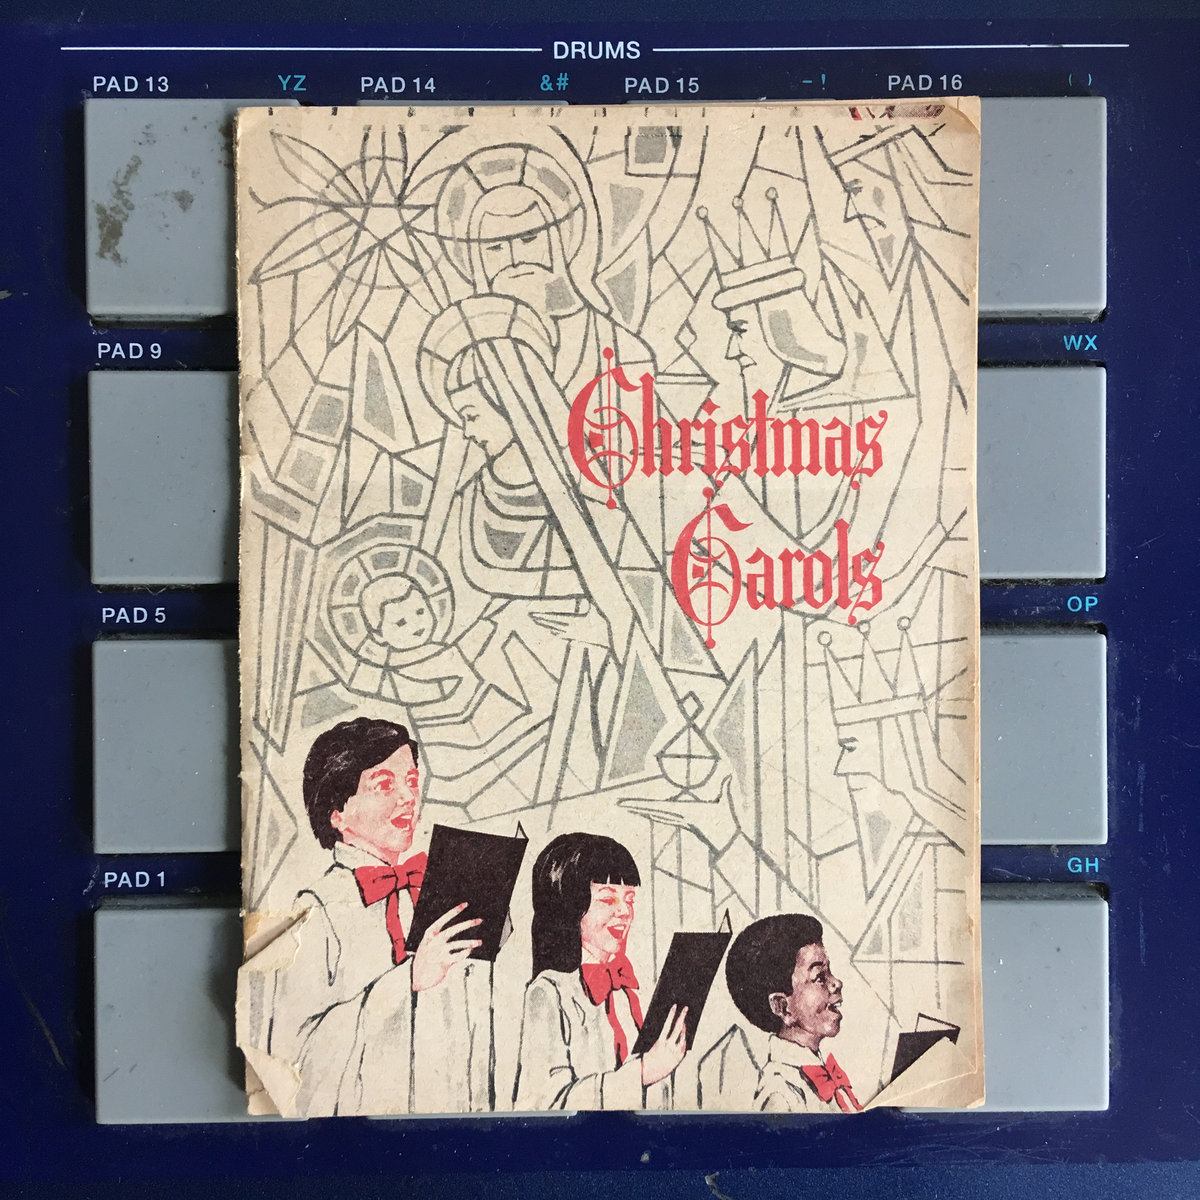 DRUMS
PAD 13 YZ PAD 14 &# PAD 15 - ! PAD 16 ( )
PAD 9 WX
PAD 5 OP
PAD 1 GH
Christmas
Carols